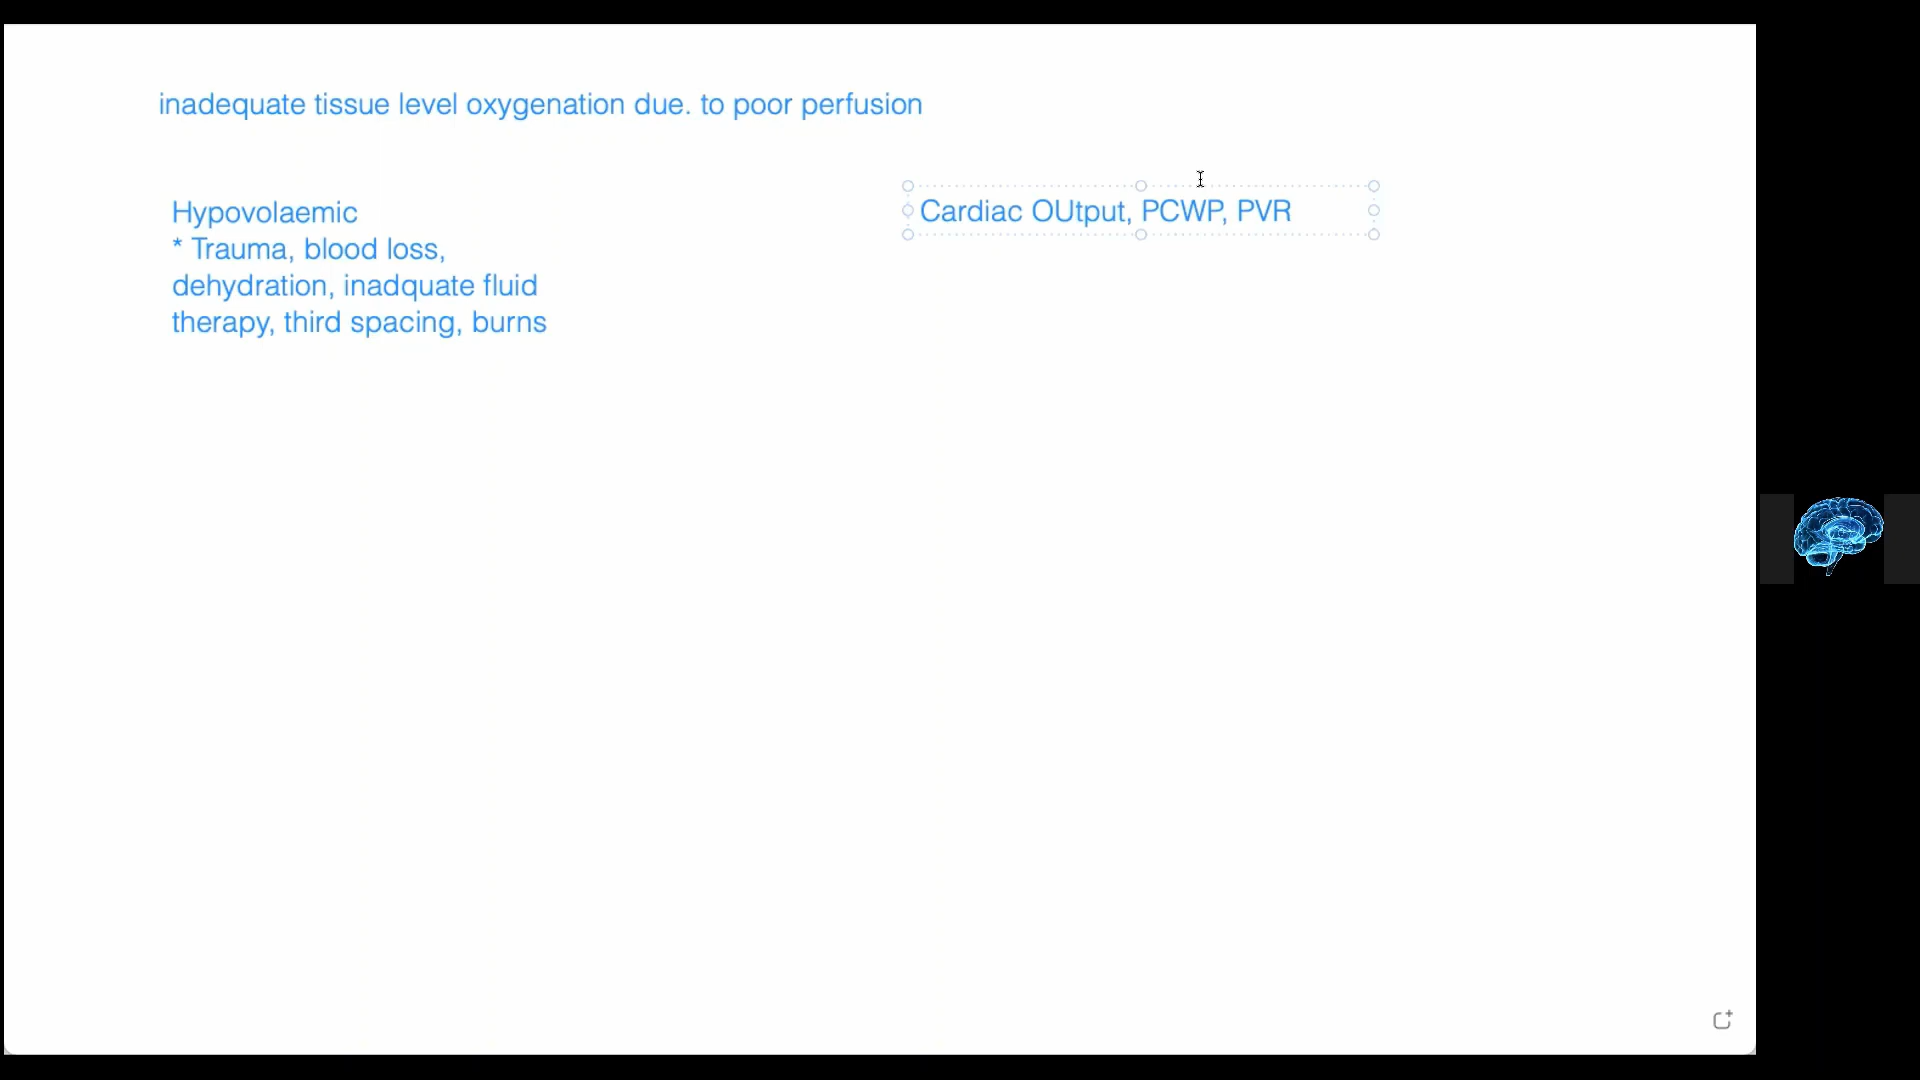 inadequate tissue level oxygenation due. to poor perfusion
Hypovolaemic
* Trauma, blood loss,
dehydration, inadquate fluid
therapy, third spacing, burns
Cardiac OUtput, PCWP, PVR